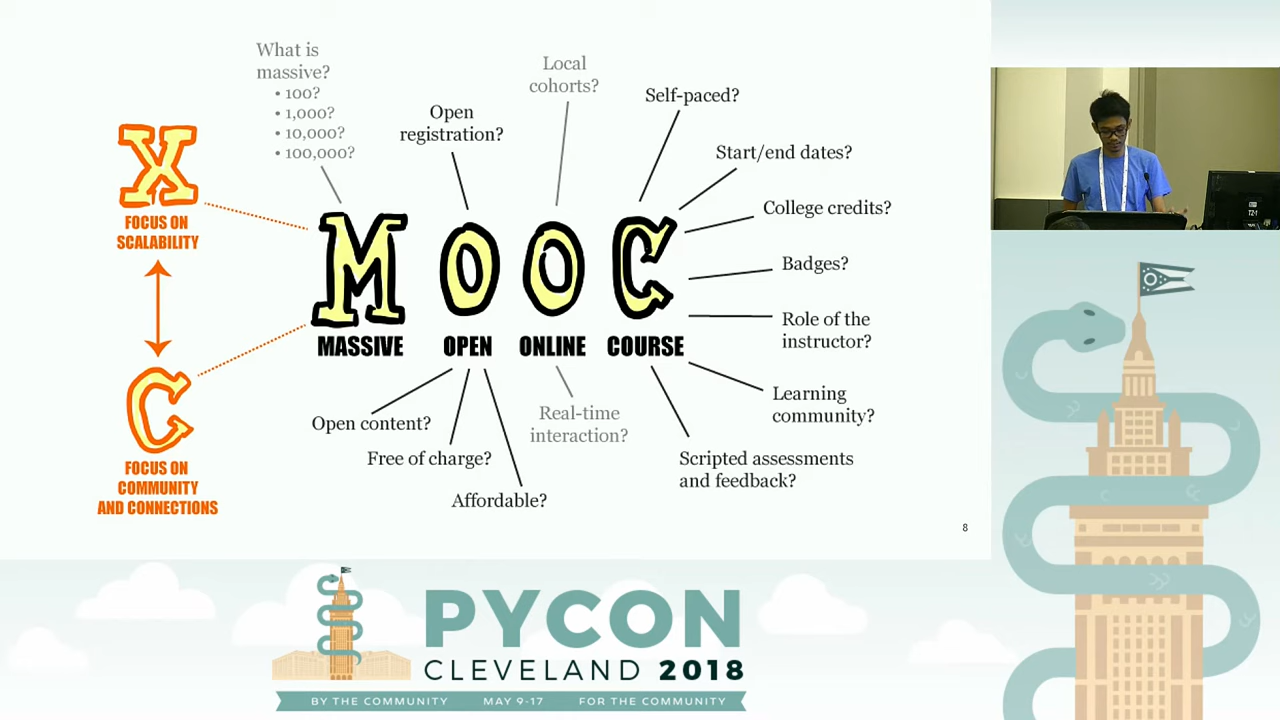 What is
massive?
• 100?
• 1,000?
• 10,000?
• 100,000?
Open
registration?
Local
cohorts?
Self-paced?
Start/end dates?
College credits?
Badges?
Role of the
instructor?
Learning
community?
Scripted assessments
and feedback?
X
FOCUS ON
SCALABILITY
C
FOCUS ON
COMMUNITY
AND CONNECTIONS
MOOC
MASSIVE OPEN ONLINE COURSE
Open content?
Free of charge?
Affordable?
Real-time
interaction?
8
PYCON
CLEVELAND 2018
BY THE COMMUNITY MAY 9-17 FOR THE COMMUNITY